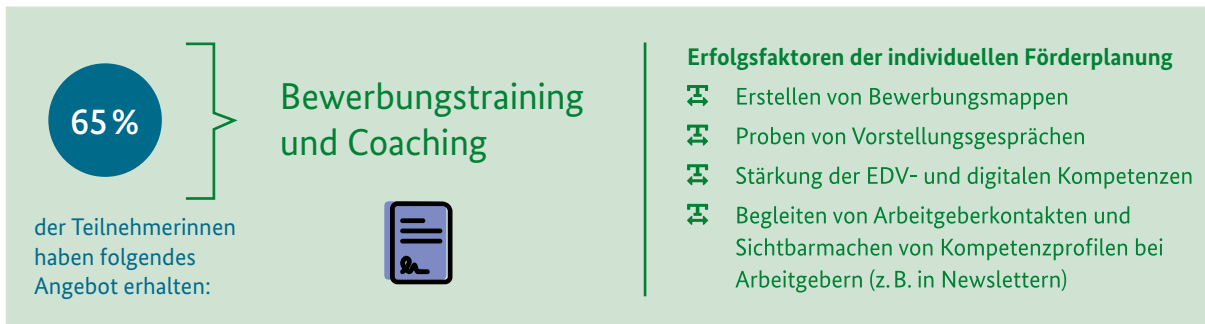 65 %
der Teilnehmerinnen
haben folgendes
Angebot erhalten:
Bewerbungstraining
und Coaching
Erfolgsfaktoren der individuellen Förderplanung
Erstellen von Bewerbungsmappen
Proben von Vorstellungsgesprächen
Stärkung der EDV- und digitalen Kompetenzen
Begleiten von Arbeitgeberkontakten und
Sichtbarmachen von Kompetenzprofilen bei
Arbeitgebern (z. B. in Newslettern)